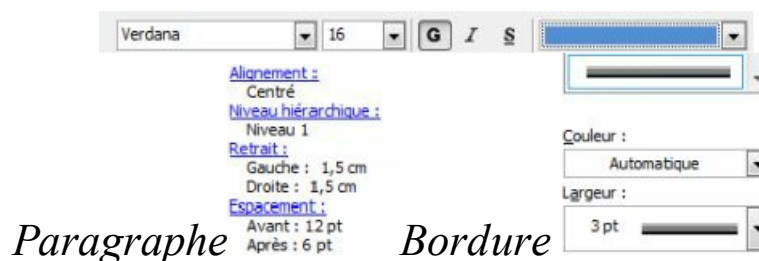 Verdana 16 G I S
Alignement :
Centré
Niveau hiérarchique :
Niveau 1
Retrait :
Gauche : 1,5 cm
Droite : 1,5 cm
Espacement :
Avant : 12 pt
Après : 6 pt
Paragraphe
Couleur :
Automatique
Largeur :
3 pt
Bordure